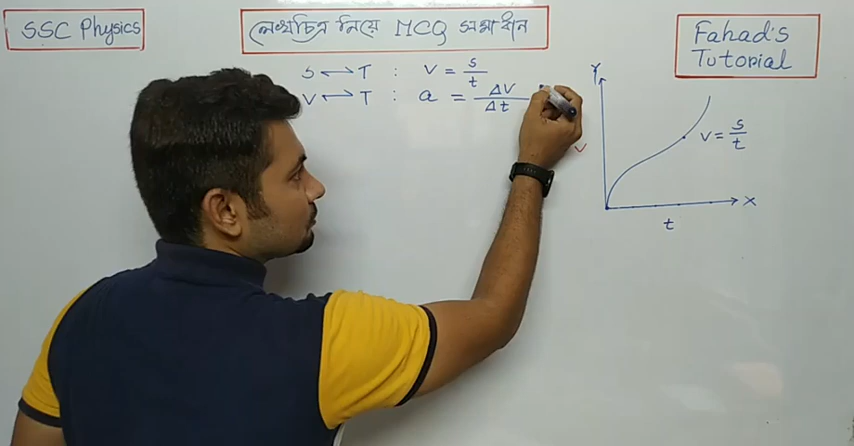 SSC Physics
লেখচিত্র নিয়ে MCQ সমাধান
Fahad's
Tutorial
S ⟷ T : v = s/t
V ⟷ T : a = ΔV/Δt
Y
v
v = s/t
X
t